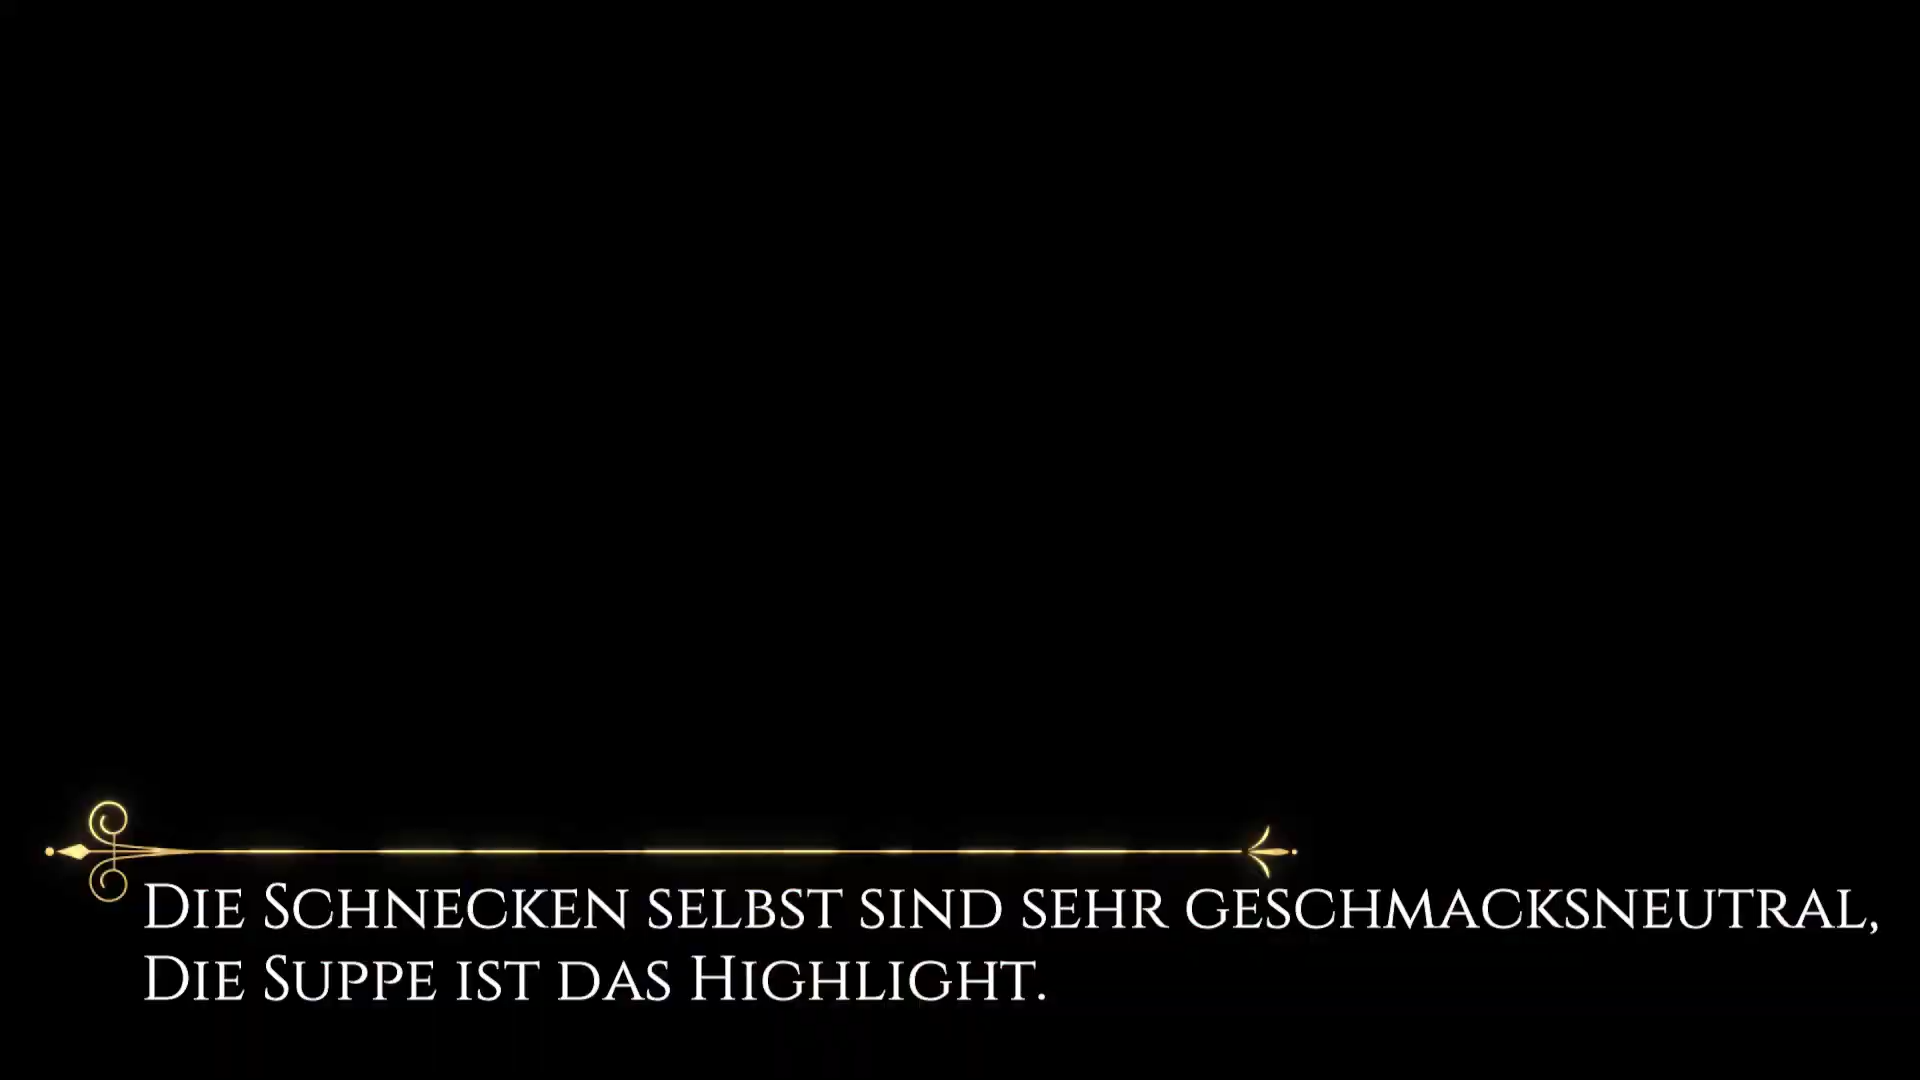 Die Schnecken selbst sind sehr geschmacksneutral,
Die Suppe ist das Highlight.